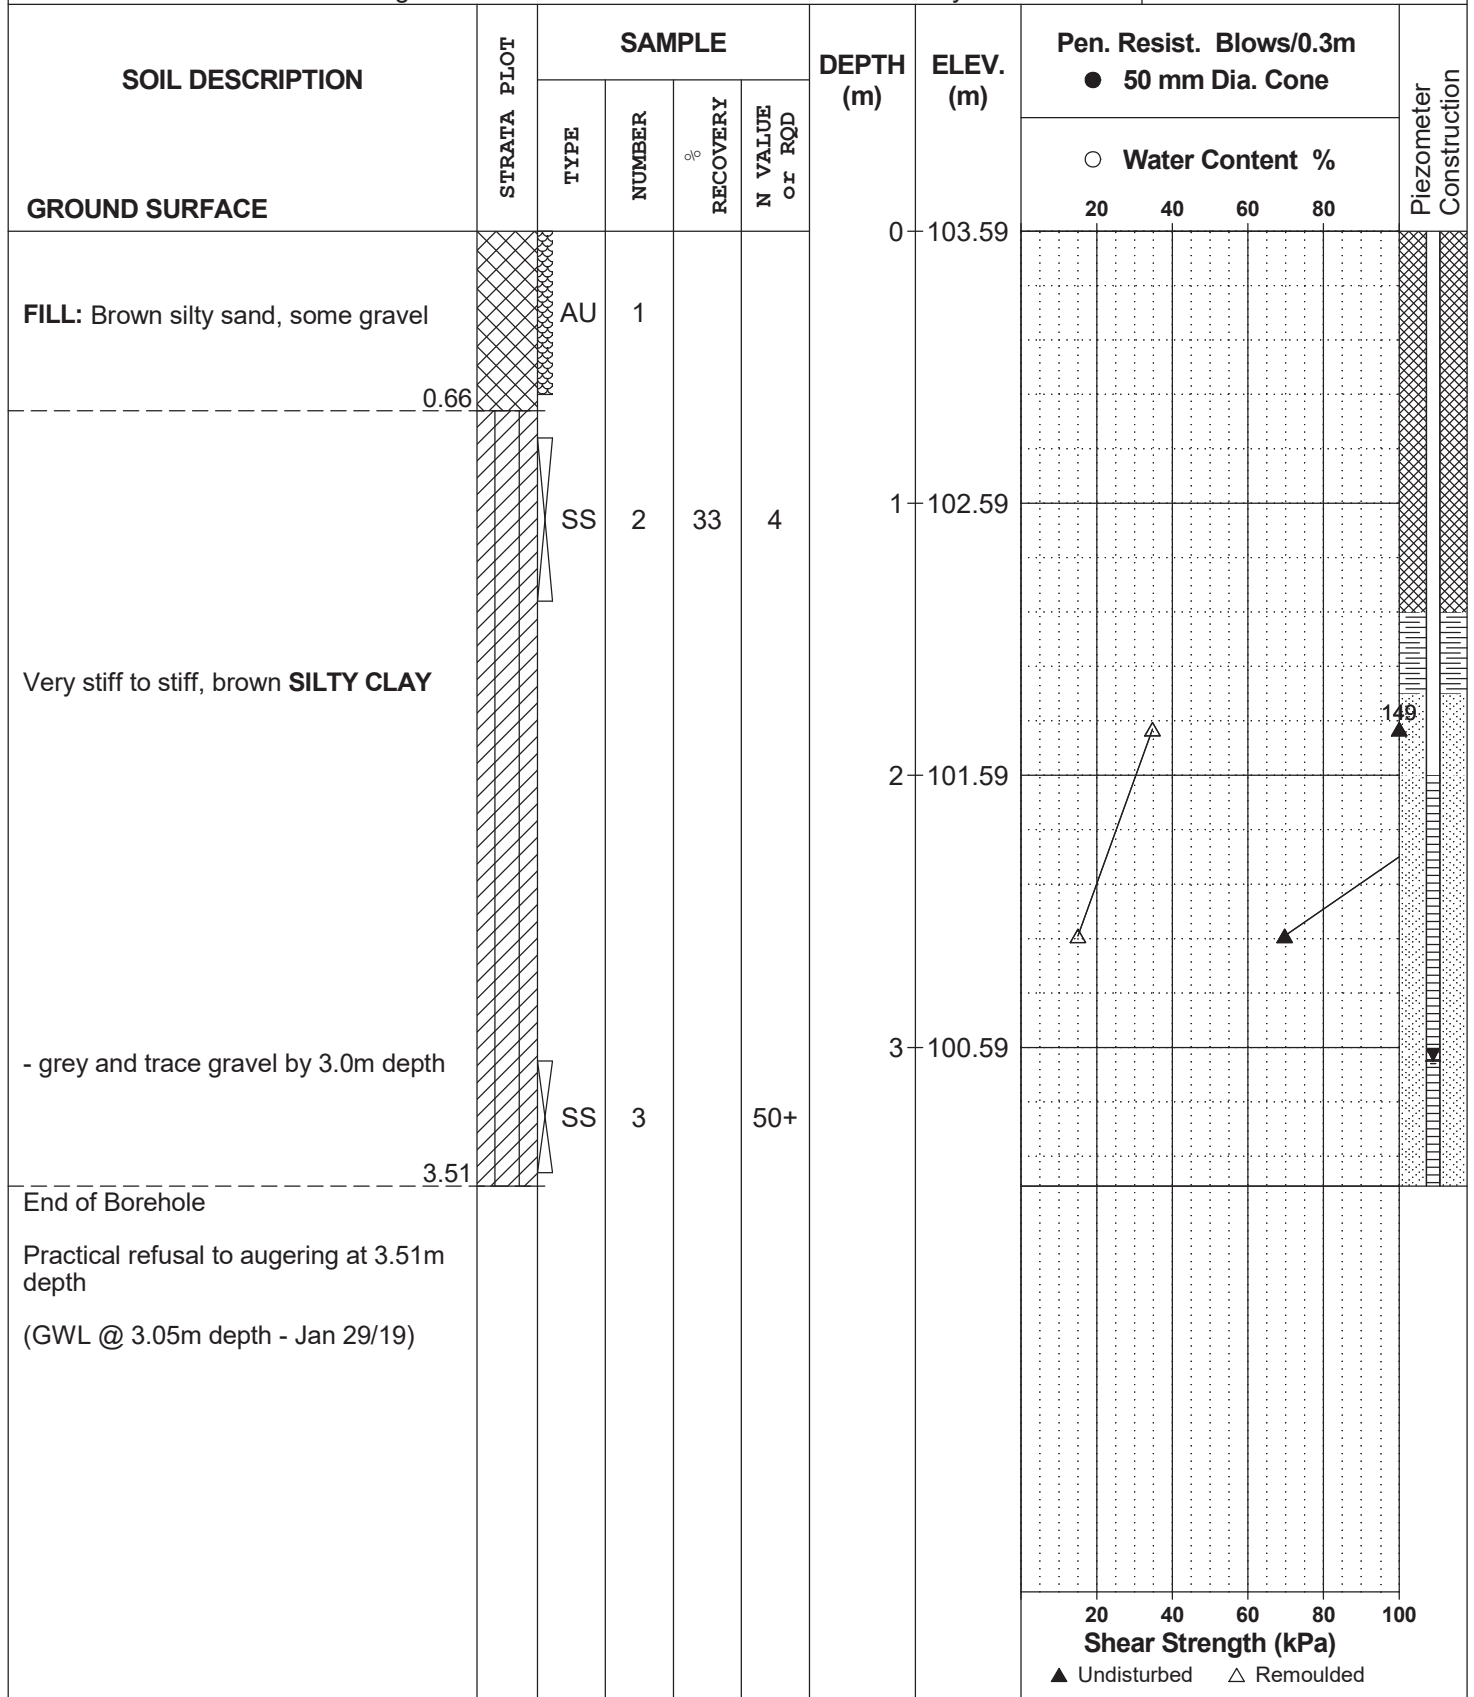 SOIL DESCRIPTION
GROUND SURFACE
STRATA PLOT
SAMPLE
TYPE
NUMBER
%
RECOVERY
N VALUE
or RQD
DEPTH
(m)
ELEV.
(m)
Pen. Resist. Blows/0.3m
● 50 mm Dia. Cone
○ Water Content %
20 40 60 80
Piezometer
Construction
0 103.59
FILL: Brown silty sand, some gravel
AU 1
0.66
1 102.59
SS 2 33 4
Very stiff to stiff, brown SILTY CLAY
149
2 101.59
3 100.59
- grey and trace gravel by 3.0m depth
SS 3 50+
3.51
End of Borehole
Practical refusal to augering at 3.51m
depth
(GWL @ 3.05m depth - Jan 29/19)
20 40 60 80 100
Shear Strength (kPa)
▲ Undisturbed △ Remoulded